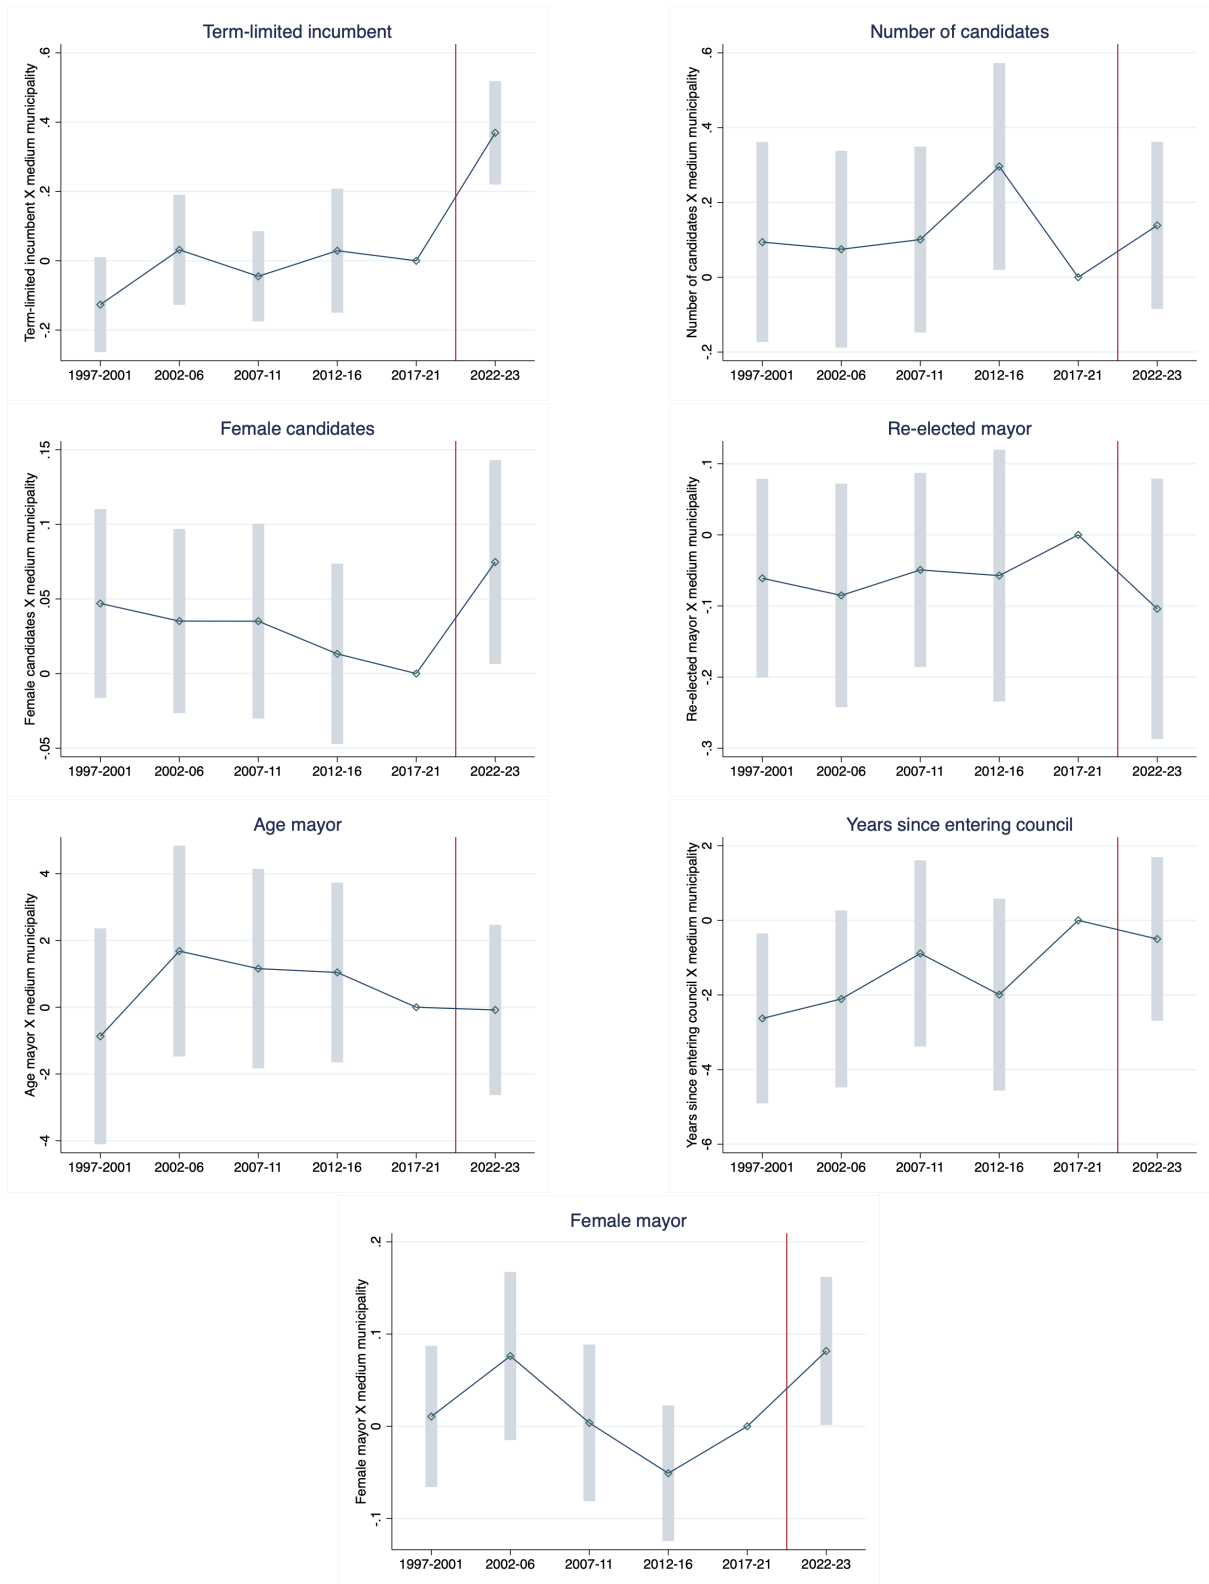 Term-limited incumbent
Term-limited incumbent X medium municipality
.6
.4
.2
0
-.2
1997-2001 2002-06 2007-11 2012-16 2017-21 2022-23
Number of candidates
Number of candidates X medium municipality
.6
.4
.2
0
-.2
1997-2001 2002-06 2007-11 2012-16 2017-21 2022-23
Female candidates
Female candidates X medium municipality
.15
.1
.05
0
-.05
1997-2001 2002-06 2007-11 2012-16 2017-21 2022-23
Re-elected mayor
Re-elected mayor X medium municipality
.1
0
-.1
-.2
-.3
1997-2001 2002-06 2007-11 2012-16 2017-21 2022-23
Age mayor
Age mayor X medium municipality
4
2
0
-2
-4
1997-2001 2002-06 2007-11 2012-16 2017-21 2022-23
Years since entering council
Years since entering council X medium municipality
2
0
-2
-4
-6
1997-2001 2002-06 2007-11 2012-16 2017-21 2022-23
Female mayor
Female mayor X medium municipality
.2
.1
0
-.1
1997-2001 2002-06 2007-11 2012-16 2017-21 2022-23